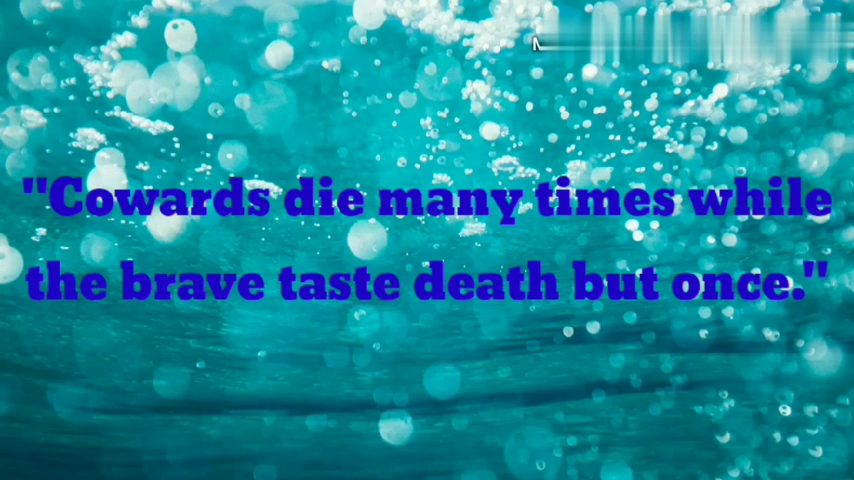 "Cowards die many times while
the brave taste death but once."